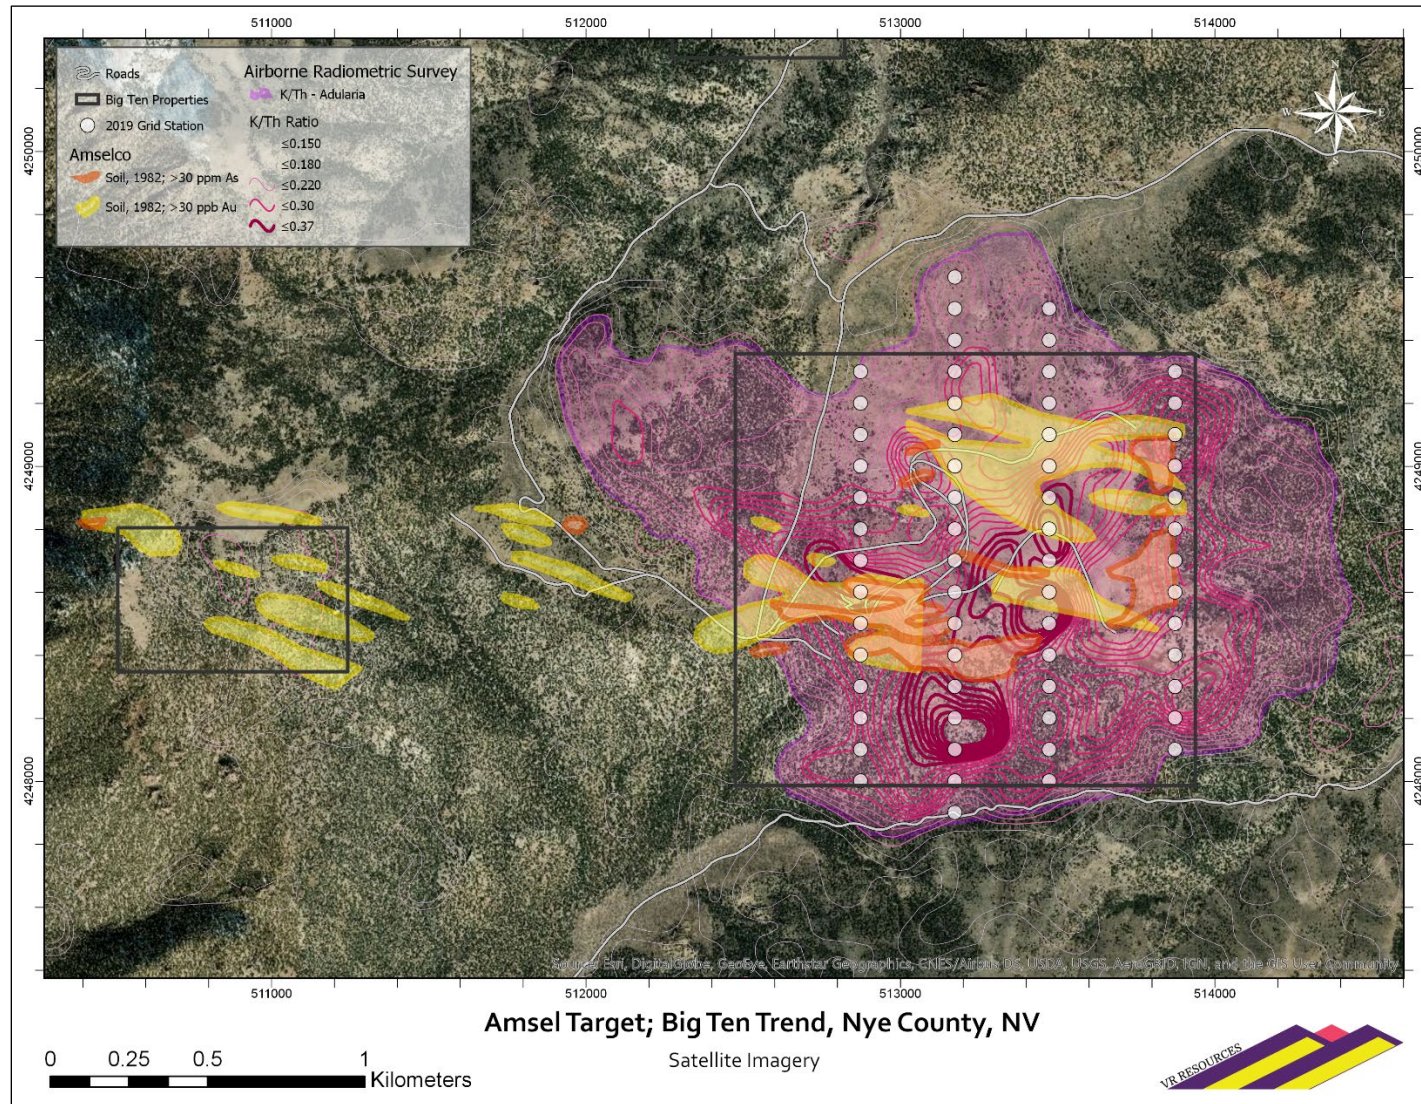 511000
512000
513000
514000
Roads
Big Ten Properties
2019 Grid Station
Amselco
Soil, 1982; >30 ppm As
Soil, 1982; >30 ppb Au
Airborne Radiometric Survey
K/Th - Adularia
K/Th Ratio
≤0.150
≤0.180
≤0.220
≤0.30
≤0.37
N
W
E
S
4250000
4250000
4249000
4249000
4248000
4248000
Source: Esri, DigitalGlobe, GeoEye, Earthstar Geographics, CNES/Airbus DS, USDA, USGS, AeroGRID, IGN, and the GIS User Community
511000
512000
513000
514000
Amsel Target; Big Ten Trend, Nye County, NV
Satellite Imagery
0
0.25
0.5
1
Kilometers
VR RESOURCES